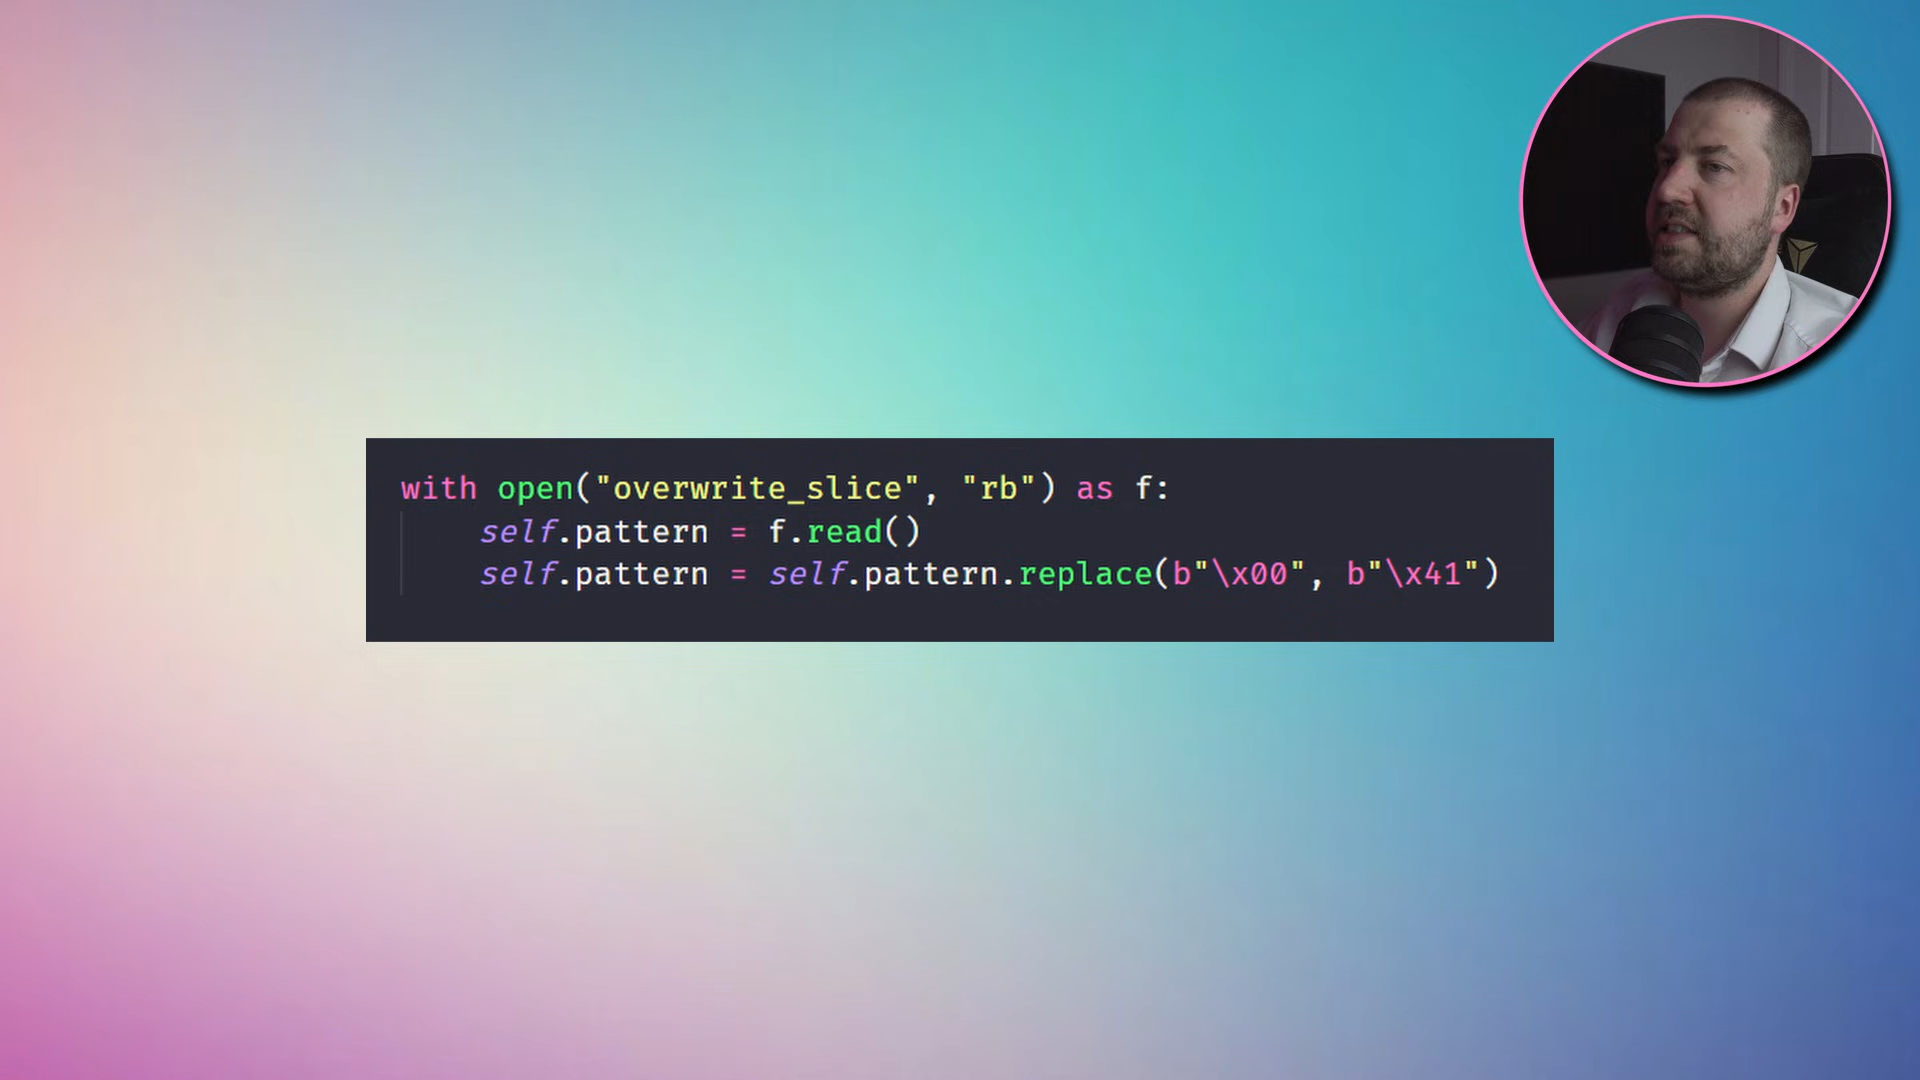 with open("overwrite_slice", "rb") as f:
    self.pattern = f.read()
    self.pattern = self.pattern.replace(b"\x00", b"\x41")